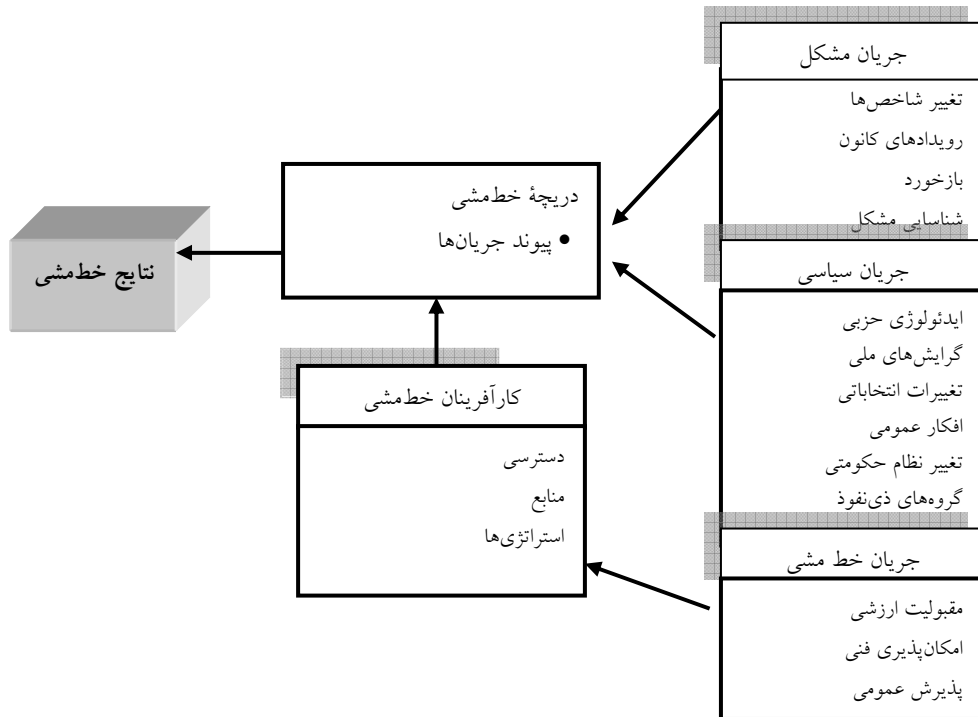 جریان مشکل
تغییر شاخص‌ها
رویدادهای کانون
بازخورد
شناسایی مشکل
جریان سیاسی
ایدئولوژی حزبی
گرایش‌های ملی
تغییرات انتخاباتی
افکار عمومی
تغییر نظام حکومتی
گروه‌های ذی‌نفوذ
جریان خط مشی
مقبولیت ارزشی
امکان‌پذیری فنی
پذیرش عمومی
دریچۀ خط‌مشی
• پیوند جریان‌ها
کارآفرینان خط‌مشی
دسترسی
منابع
استراتژی‌ها
نتایج خط‌مشی